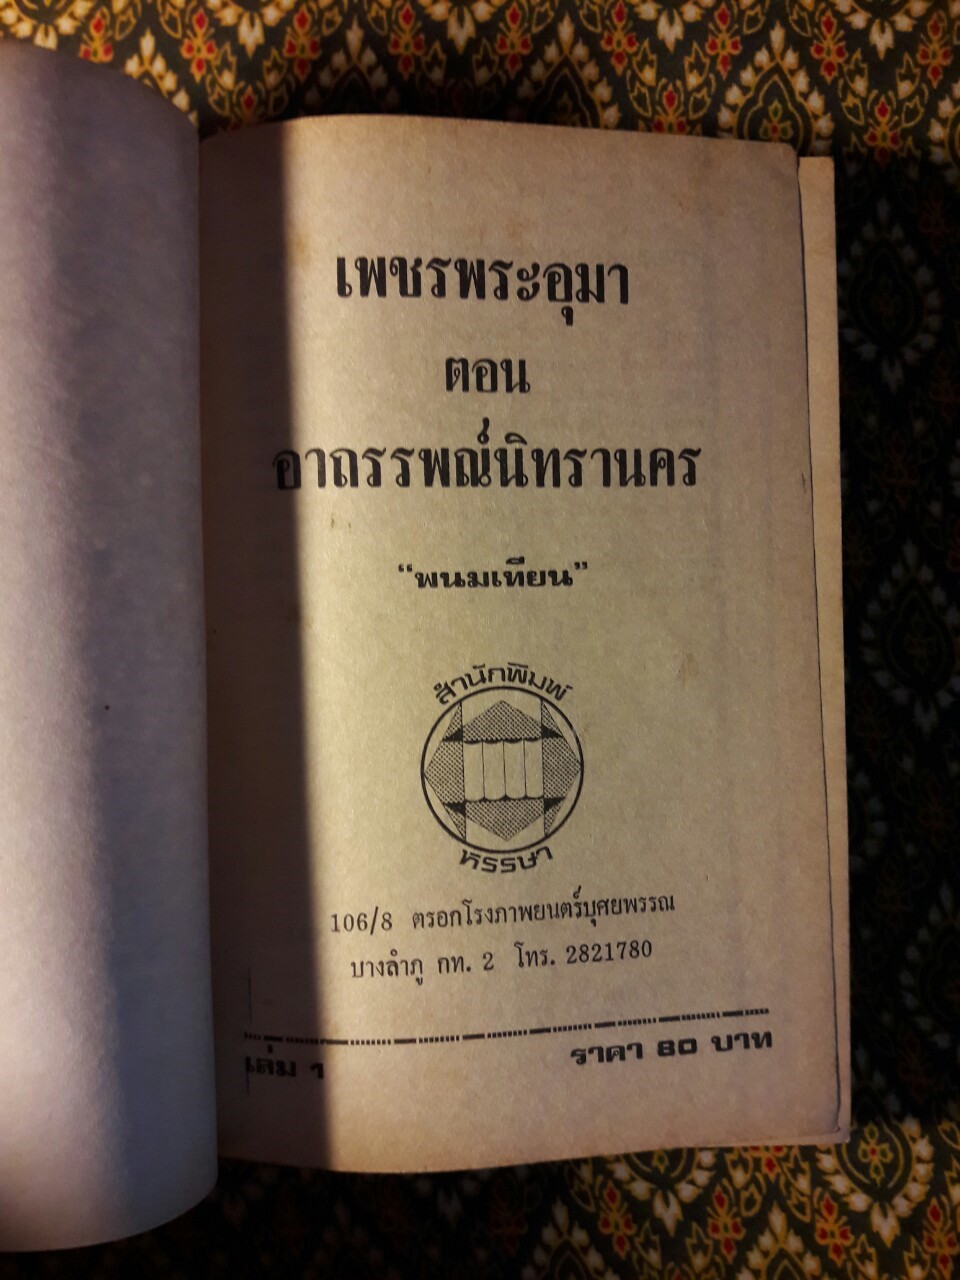 เพชรพระอุมา
ตอน
อาถรรพณ์นิทรานคร
“พนมเทียน”
สำนักพิมพ์
หรรษา
106/8 ตรอกโรงภาพยนตร์บุศยพรรณ
บางลำภู กท. 2 โทร. 2821780
เล่ม ๑ ราคา 80 บาท